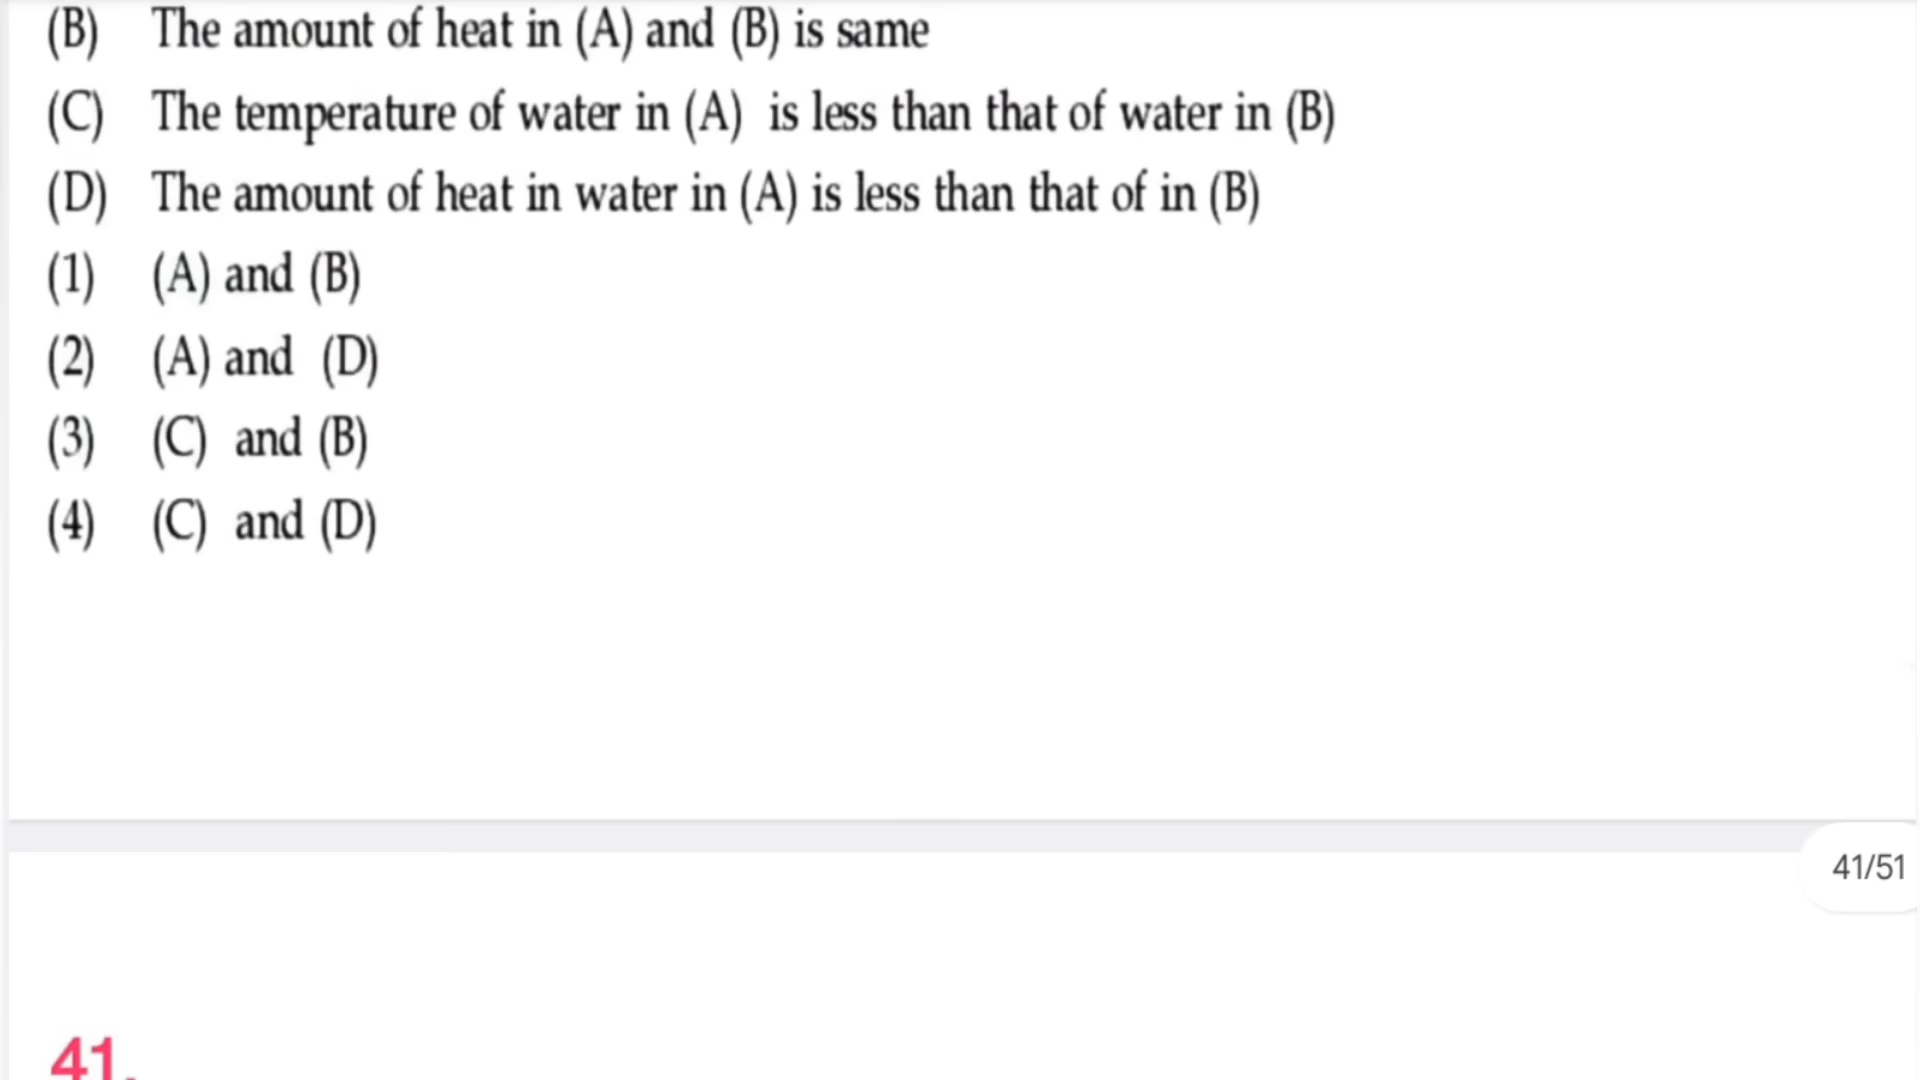 (B) The amount of heat in (A) and (B) is same
(C) The temperature of water in (A) is less than that of water in (B)
(D) The amount of heat in water in (A) is less than that of in (B)
(1) (A) and (B)
(2) (A) and (D)
(3) (C) and (B)
(4) (C) and (D)
41/51
41.